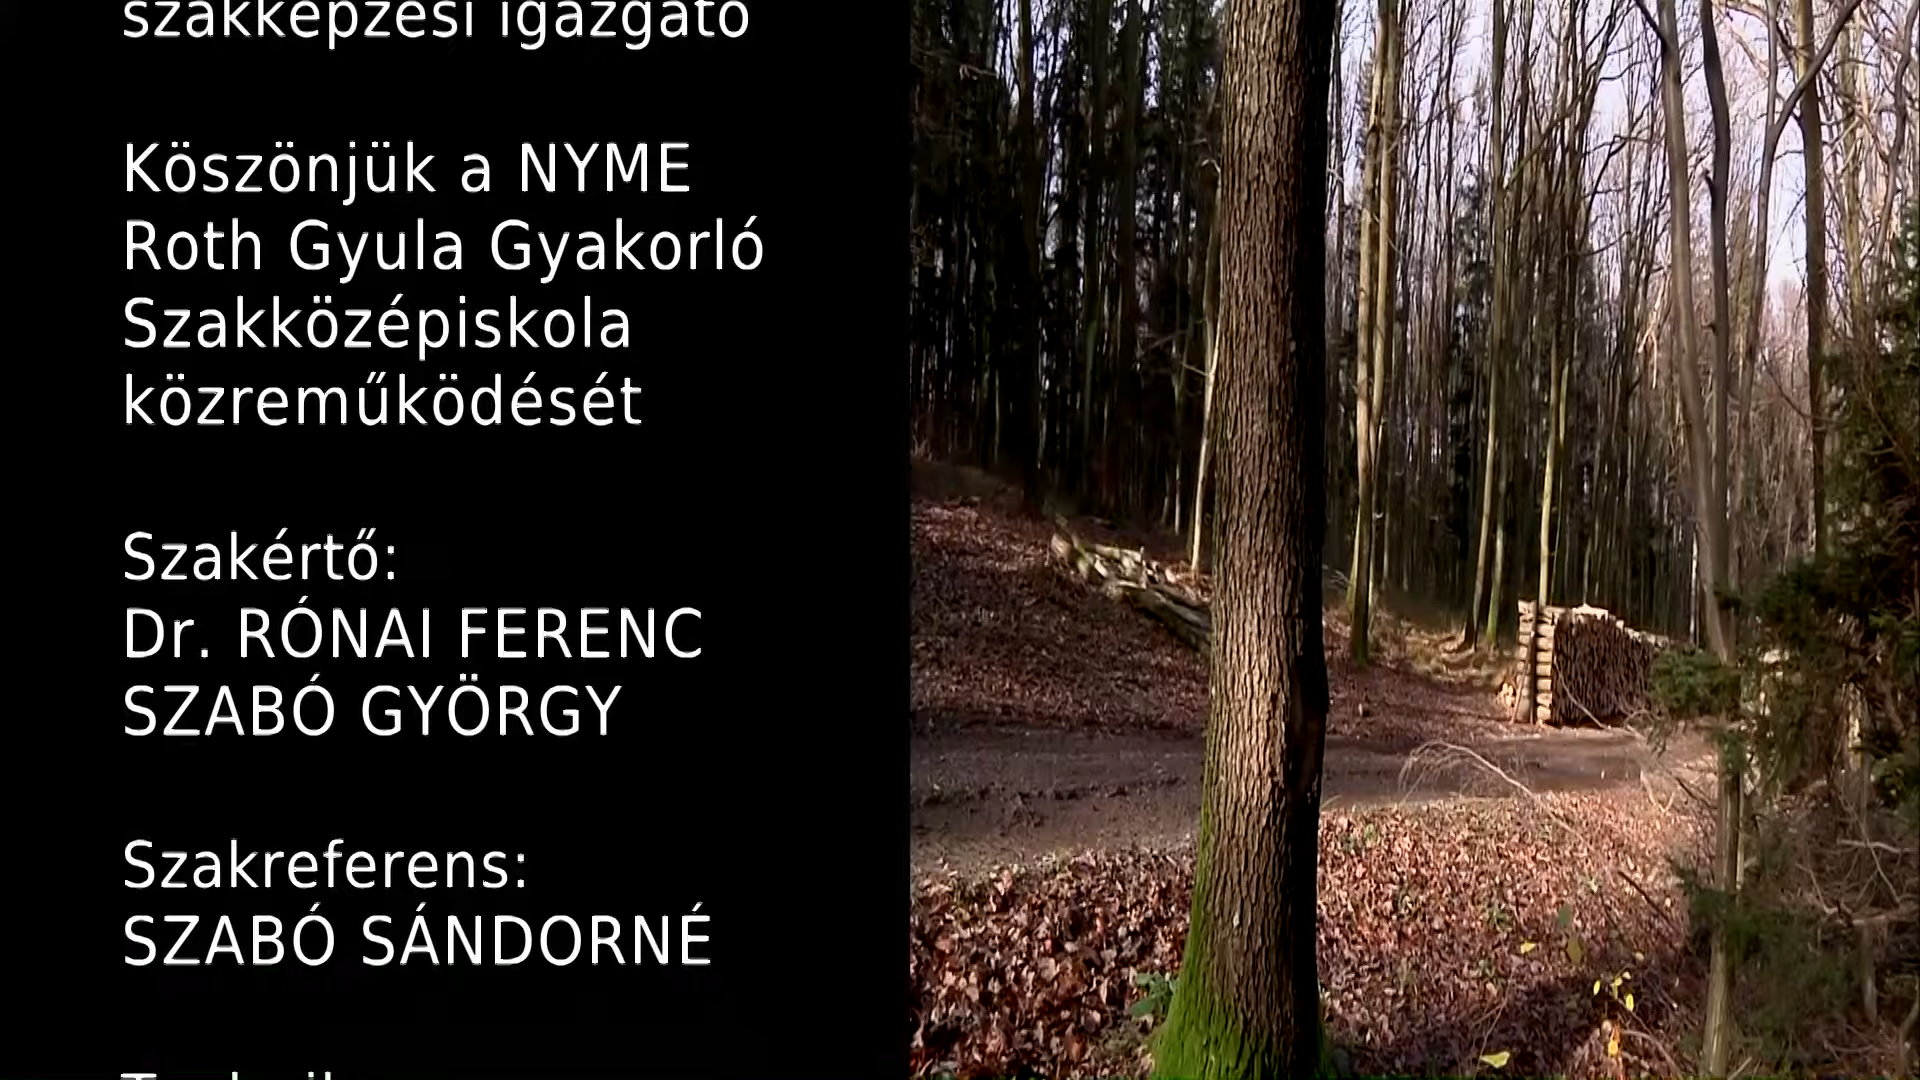 szakképzési igazgató
Köszönjük a NYME
Roth Gyula Gyakorló
Szakközépiskola
közreműködését
Szakértő:
Dr. RÓNAI FERENC
SZABÓ GYÖRGY
Szakreferens:
SZABÓ SÁNDORNÉ